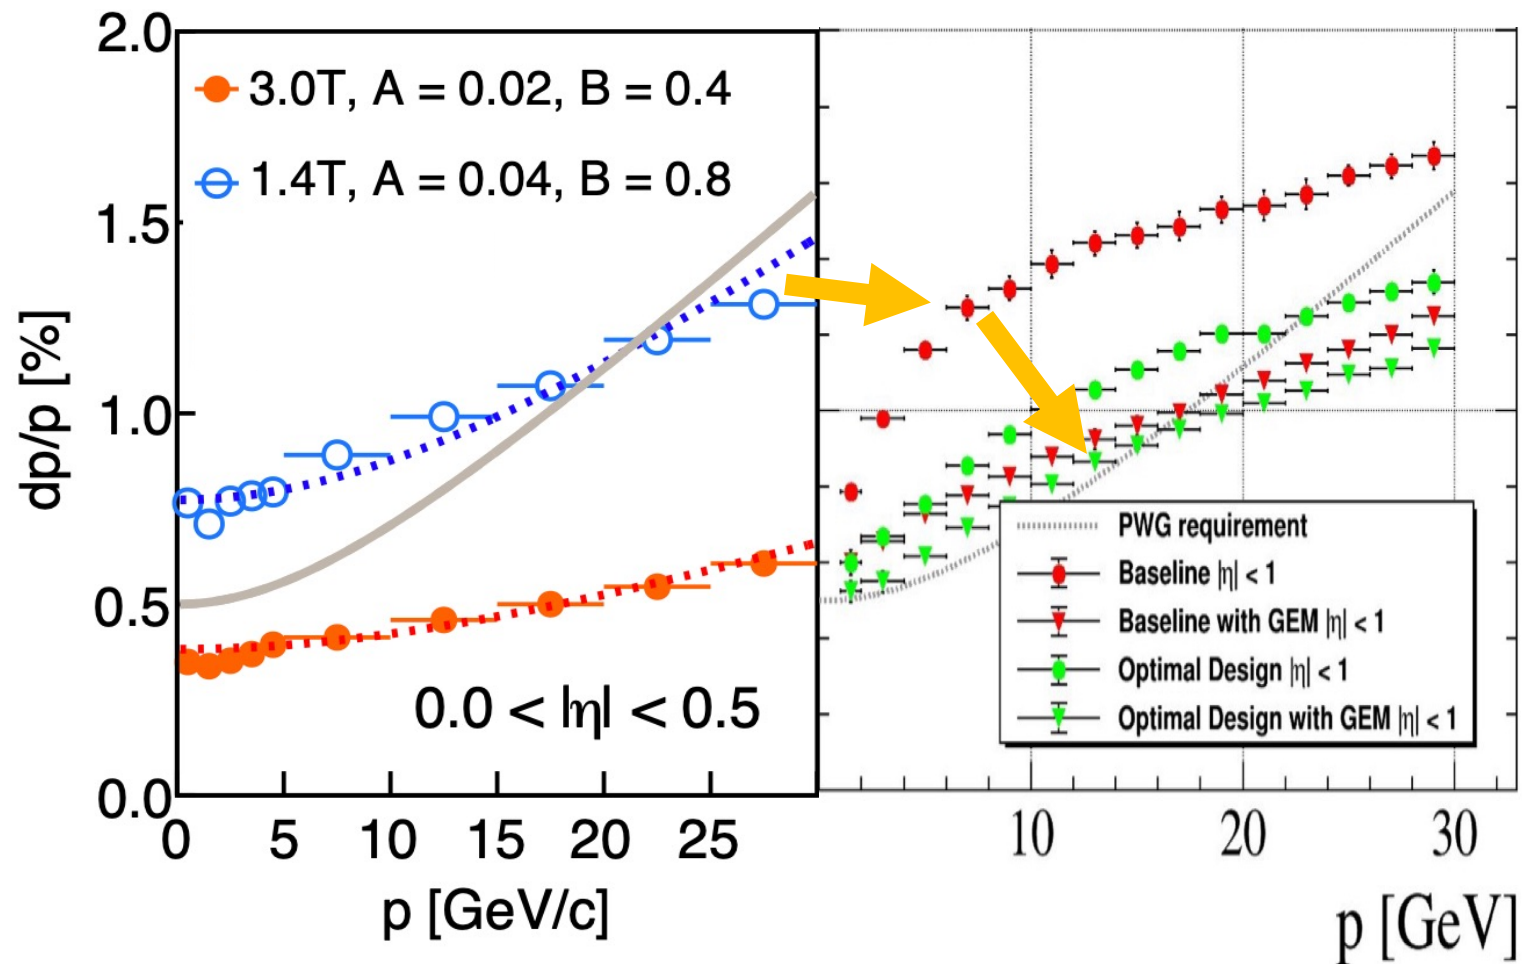 2.0
1.5
1.0
0.5
0.0
dp/p [%]
3.0T, A = 0.02, B = 0.4
1.4T, A = 0.04, B = 0.8
0.0 < |η| < 0.5
0 5 10 15 20 25
p [GeV/c]
PWG requirement
Baseline |η| < 1
Baseline with GEM |η| < 1
Optimal Design |η| < 1
Optimal Design with GEM |η| < 1
10 20 30
p [GeV]